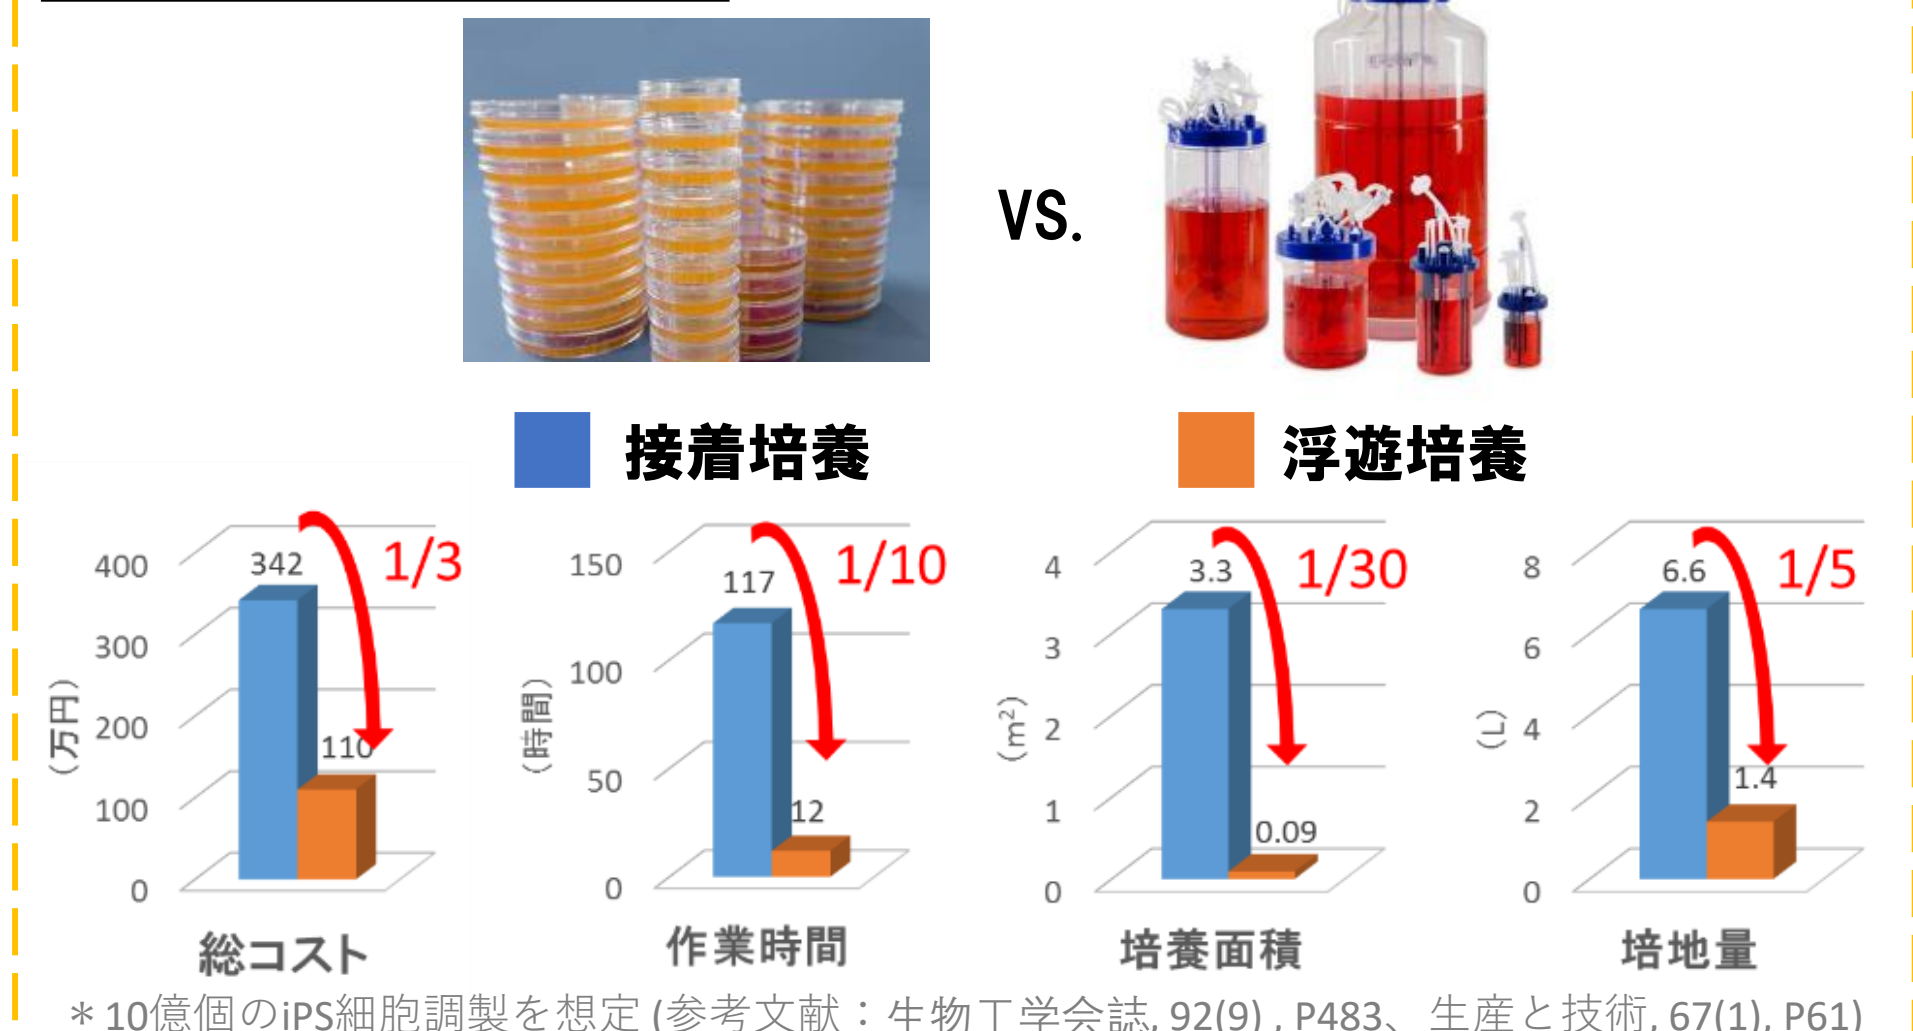 VS.
接着培養
浮遊培養
(万円)
400
300
200
100
0
342
110
1/3
総コスト
(時間)
150
100
50
0
117
12
1/10
作業時間
(m²)
4
3
2
1
0
3.3
0.09
1/30
培養面積
(L)
8
6
4
2
0
6.6
1.4
1/5
培地量
＊10億個のiPS細胞調製を想定 (参考文献：生物工学会誌, 92(9) , P483、 生産と技術, 67(1), P61)